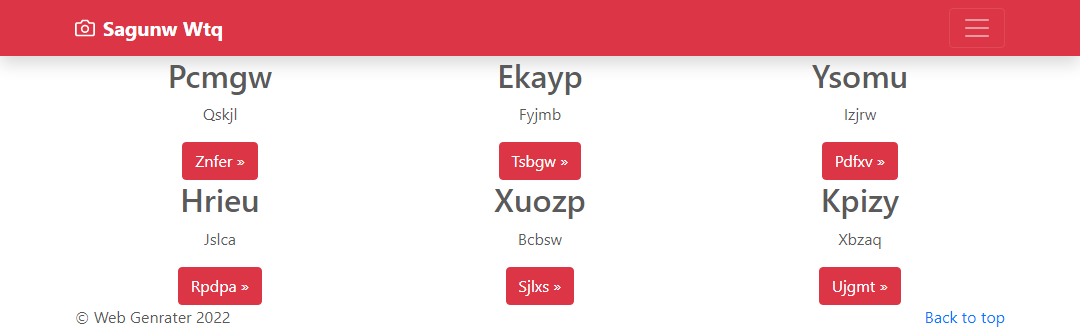 Sagunw Wtq
Pcmgw
Ekayp
Ysomu
Qskjl
Fyjmb
Izjrw
Znfer »
Tsbgw »
Pdfxv »
Hrieu
Xuozp
Kpizy
Jslca
Bcbsw
Xbzaq
Rpdpa »
Sjlxs »
Ujgmt »
© Web Genrater 2022
Back to top